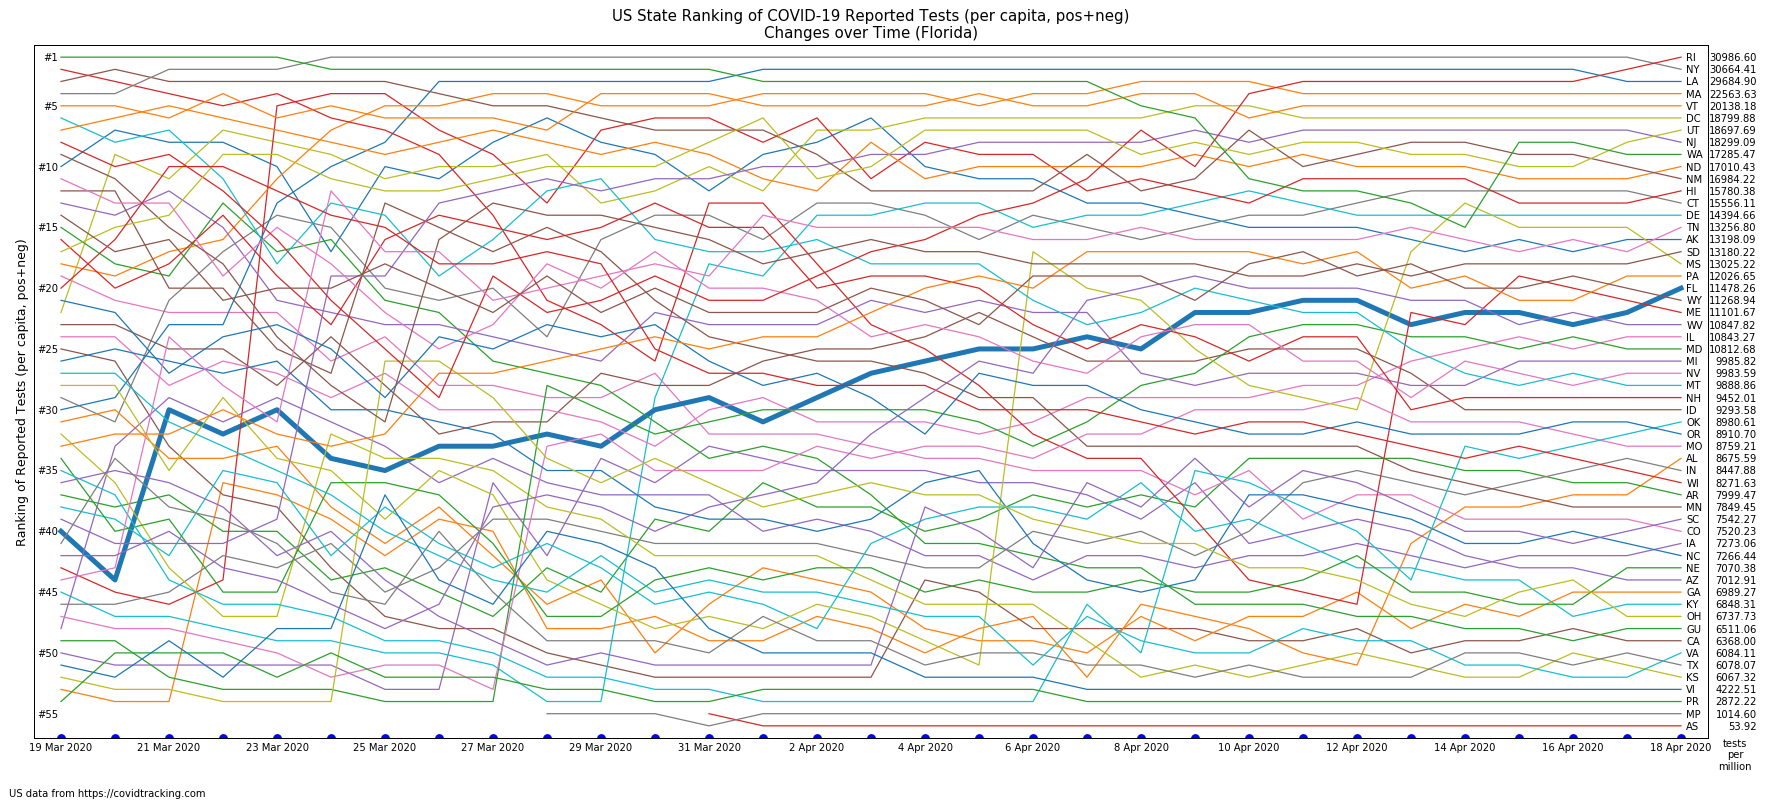 US State Ranking of COVID-19 Reported Tests (per capita, pos+neg)
Changes over Time (Florida)
Ranking of Reported Tests (per capita, pos+neg)
#1
#5
#10
#15
#20
#25
#30
#35
#40
#45
#50
#55
RI 30986.60
NY 30664.41
LA 29684.90
MA 22563.63
VT 20138.18
DC 18799.88
UT 18697.69
NJ 18299.09
WA 17285.47
ND 17010.43
NM 16984.22
HI 15780.38
CT 15556.11
DE 14394.66
TN 13256.80
AK 13198.09
SD 13180.22
MS 13025.22
PA 12026.65
FL 11478.26
WY 11268.94
ME 11101.67
WV 10847.82
IL 10843.27
MD 10812.68
MI 9985.82
NV 9983.59
MT 9888.86
NH 9452.01
ID 9293.58
OK 8980.61
OR 8910.70
MO 8759.21
AL 8675.59
IN 8447.88
WI 8271.63
AR 7999.47
MN 7849.45
SC 7542.27
CO 7520.23
IA 7273.06
NC 7266.44
NE 7070.38
AZ 7012.91
GA 6989.27
KY 6848.31
OH 6737.73
GU 6511.06
CA 6368.00
VA 6084.11
TX 6078.07
KS 6067.32
VI 4222.51
PR 2872.22
MP 1014.60
AS 53.92
19 Mar 2020 21 Mar 2020 23 Mar 2020 25 Mar 2020 27 Mar 2020 29 Mar 2020 31 Mar 2020 2 Apr 2020 4 Apr 2020 6 Apr 2020 8 Apr 2020 10 Apr 2020 12 Apr 2020 14 Apr 2020 16 Apr 2020 18 Apr 2020
tests
per
million
US data from https://covidtracking.com